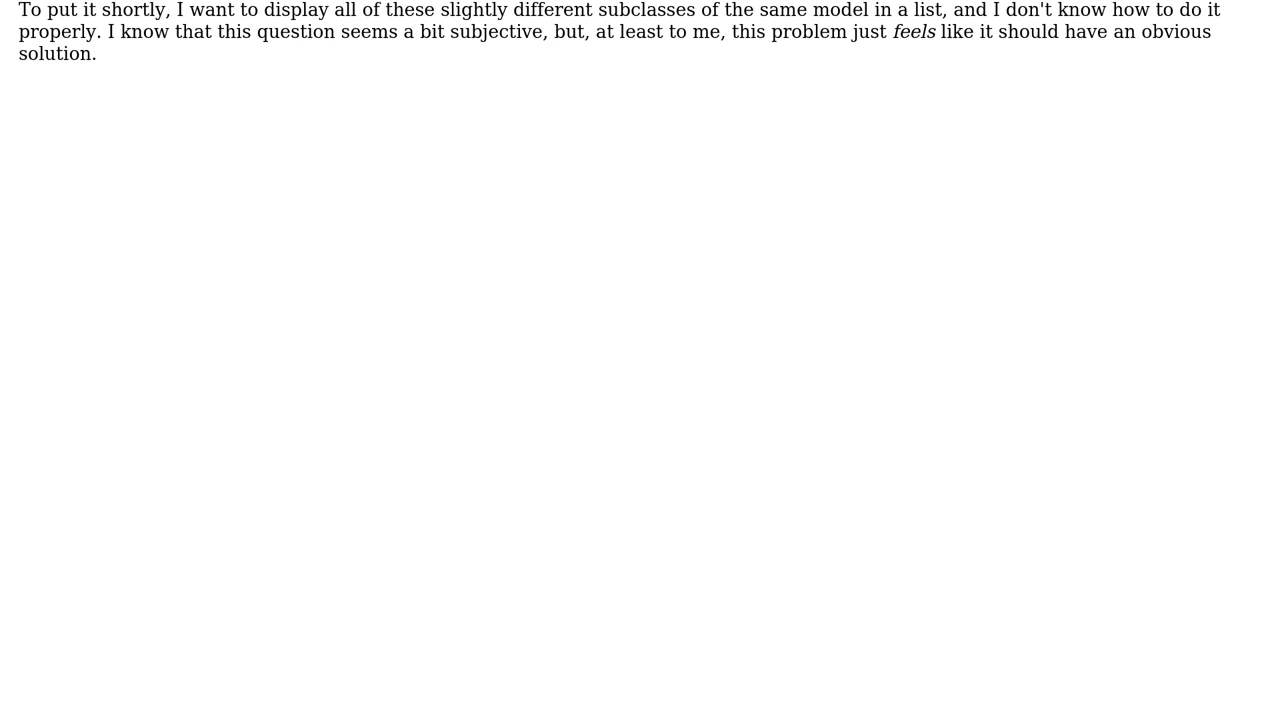 To put it shortly, I want to display all of these slightly different subclasses of the same model in a list, and I don't know how to do it
properly. I know that this question seems a bit subjective, but, at least to me, this problem just feels like it should have an obvious
solution.